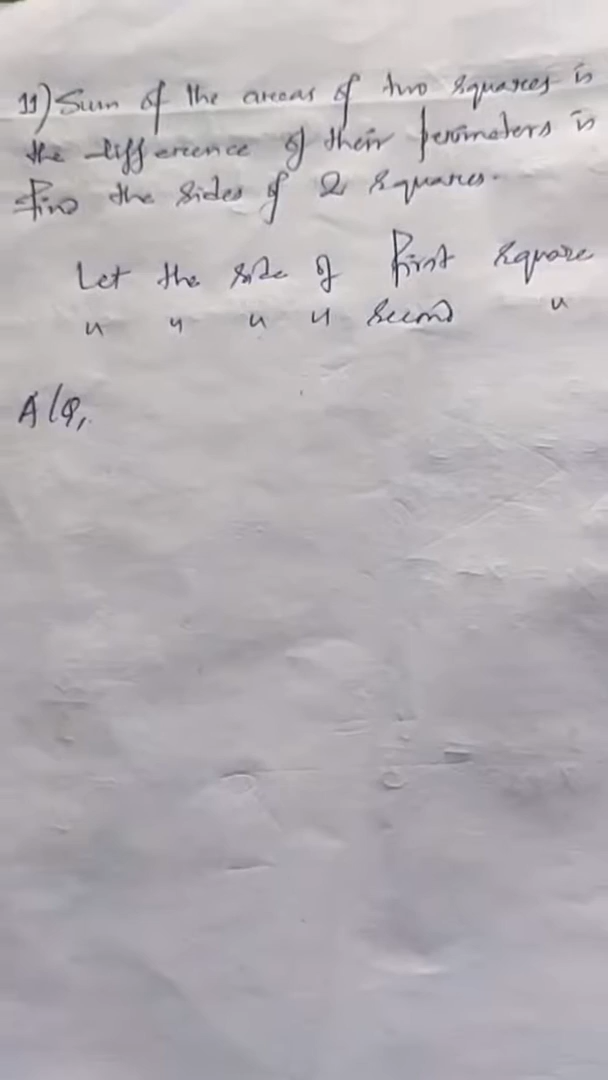 11) Sum of the areas of two squares is
the difference of their perimeters is
Find the sides of 2 squares.
Let the side of first square
" " " " second "
A/Q,